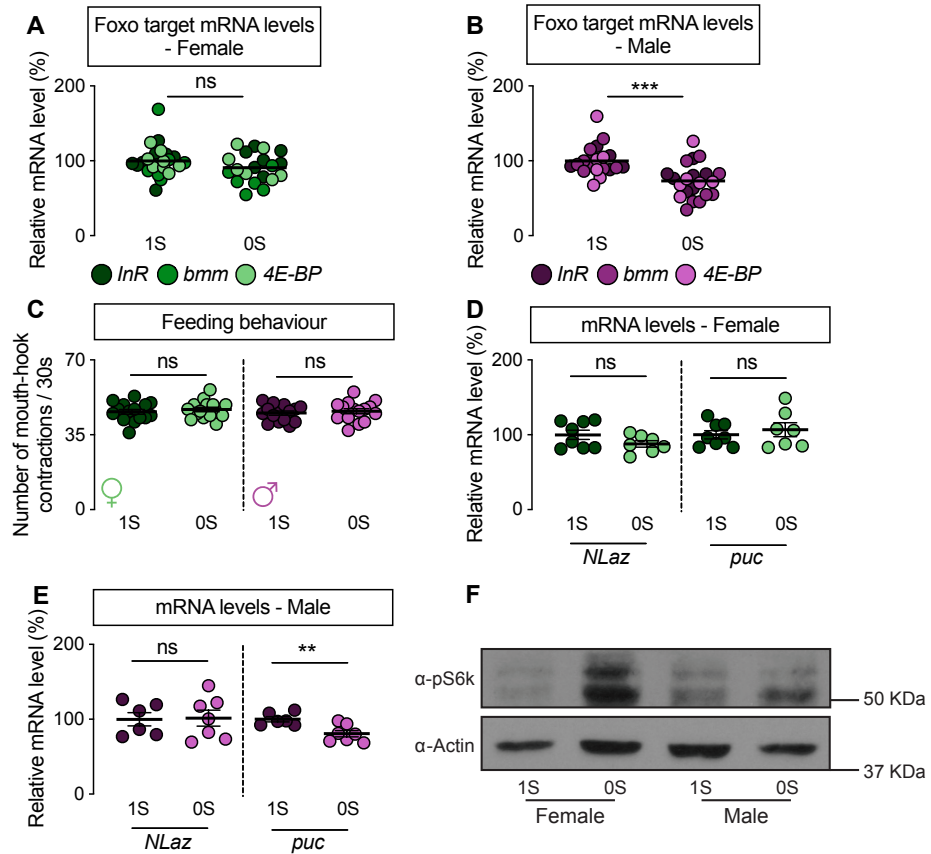 A
Foxo target mRNA levels
- Female
Relative mRNA level (%)
200
100
0
ns
1S
0S
InR
bmm
4E-BP
B
Foxo target mRNA levels
- Male
Relative mRNA level (%)
200
100
0
***
1S
0S
InR
bmm
4E-BP
C
Feeding behaviour
Number of mouth-hook
contractions / 30s
70
35
0
ns
ns
♀
♂
1S
0S
1S
0S
D
mRNA levels - Female
Relative mRNA level (%)
200
100
0
ns
ns
1S
0S
1S
0S
NLaz
puc
E
mRNA levels - Male
Relative mRNA level (%)
200
100
0
ns
**
1S
0S
1S
0S
NLaz
puc
F
α-pS6k
50 KDa
α-Actin
37 KDa
1S
0S
1S
0S
Female
Male